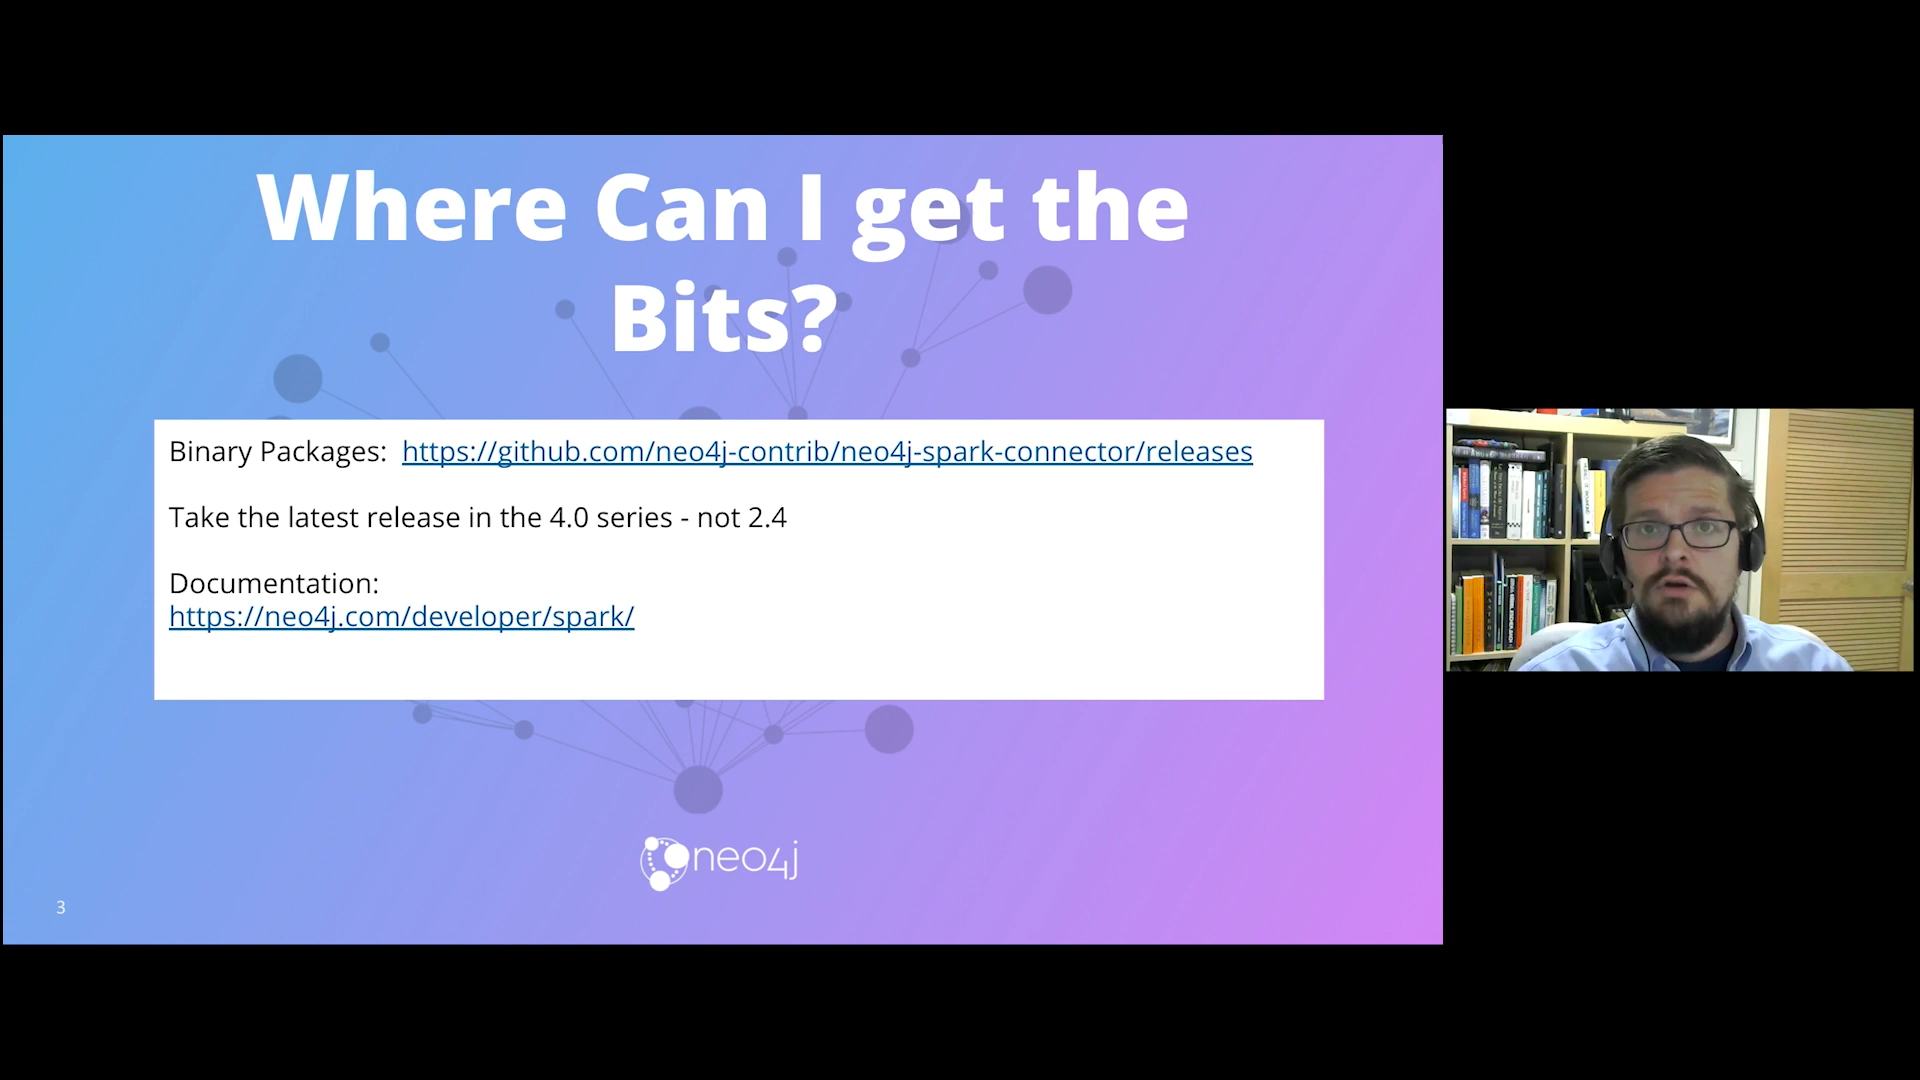 Where Can I get the
Bits?
Binary Packages: https://github.com/neo4j-contrib/neo4j-spark-connector/releases
Take the latest release in the 4.0 series - not 2.4
Documentation:
https://neo4j.com/developer/spark/
neo4j
3